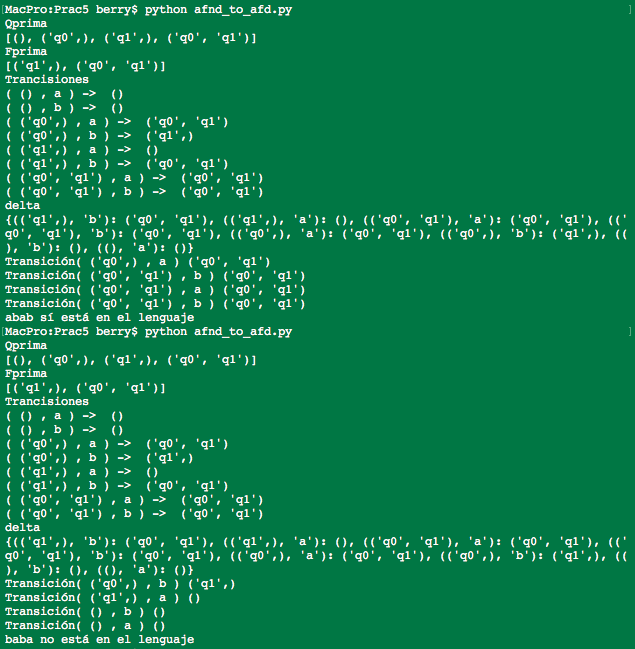 [MacPro:Prac5 berry$ python afnd_to_afd.py ]
Qprima
[(), ('q0',), ('q1',), ('q0', 'q1')]
Fprima
[('q1',), ('q0', 'q1')]
Trancisiones
( () , a ) -> ()
( () , b ) -> ()
( ('q0',) , a ) -> ('q0', 'q1')
( ('q0',) , b ) -> ('q1',)
( ('q1',) , a ) -> ()
( ('q1',) , b ) -> ('q0', 'q1')
( ('q0', 'q1') , a ) -> ('q0', 'q1')
( ('q0', 'q1') , b ) -> ('q0', 'q1')
delta
{(('q1',), 'b'): ('q0', 'q1'), (('q1',), 'a'): (), (('q0', 'q1'), 'a'): ('q0', 'q1'), (('
q0', 'q1'), 'b'): ('q0', 'q1'), (('q0',), 'a'): ('q0', 'q1'), (('q0',), 'b'): ('q1',), ((
), 'b'): (), ((), 'a'): ()}
Transición( ('q0',) , a ) ('q0', 'q1')
Transición( ('q0', 'q1') , b ) ('q0', 'q1')
Transición( ('q0', 'q1') , a ) ('q0', 'q1')
Transición( ('q0', 'q1') , b ) ('q0', 'q1')
abab sí está en el lenguaje
[MacPro:Prac5 berry$ python afnd_to_afd.py ]
Qprima
[(), ('q0',), ('q1',), ('q0', 'q1')]
Fprima
[('q1',), ('q0', 'q1')]
Trancisiones
( () , a ) -> ()
( () , b ) -> ()
( ('q0',) , a ) -> ('q0', 'q1')
( ('q0',) , b ) -> ('q1',)
( ('q1',) , a ) -> ()
( ('q1',) , b ) -> ('q0', 'q1')
( ('q0', 'q1') , a ) -> ('q0', 'q1')
( ('q0', 'q1') , b ) -> ('q0', 'q1')
delta
{(('q1',), 'b'): ('q0', 'q1'), (('q1',), 'a'): (), (('q0', 'q1'), 'a'): ('q0', 'q1'), (('
q0', 'q1'), 'b'): ('q0', 'q1'), (('q0',), 'a'): ('q0', 'q1'), (('q0',), 'b'): ('q1',), ((
), 'b'): (), ((), 'a'): ()}
Transición( ('q0',) , b ) ('q1',)
Transición( ('q1',) , a ) ()
Transición( () , b ) ()
Transición( () , a ) ()
baba no está en el lenguaje